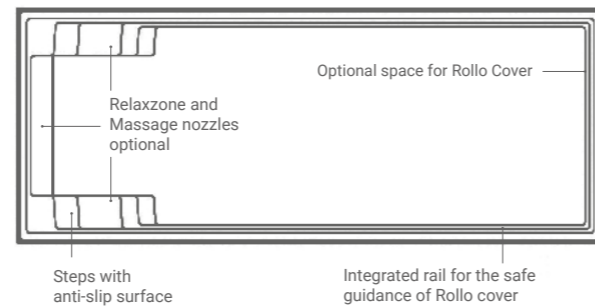 Optional space for Rollo Cover
Relaxzone and
Massage nozzles
optional
Steps with
anti-slip surface
Integrated rail for the safe
guidance of Rollo cover